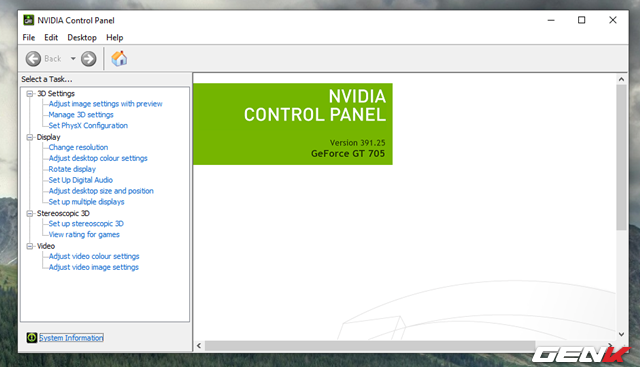 NVIDIA Control Panel
File Edit Desktop Help
Back
Select a Task...
3D Settings
Adjust image settings with preview
Manage 3D settings
Set PhysX Configuration
Display
Change resolution
Adjust desktop colour settings
Rotate display
Set Up Digital Audio
Adjust desktop size and position
Set up multiple displays
Stereoscopic 3D
Set up stereoscopic 3D
View rating for games
Video
Adjust video colour settings
Adjust video image settings
System Information
NVIDIA
CONTROL PANEL
Version 391.25
GeForce GT 705
GENK